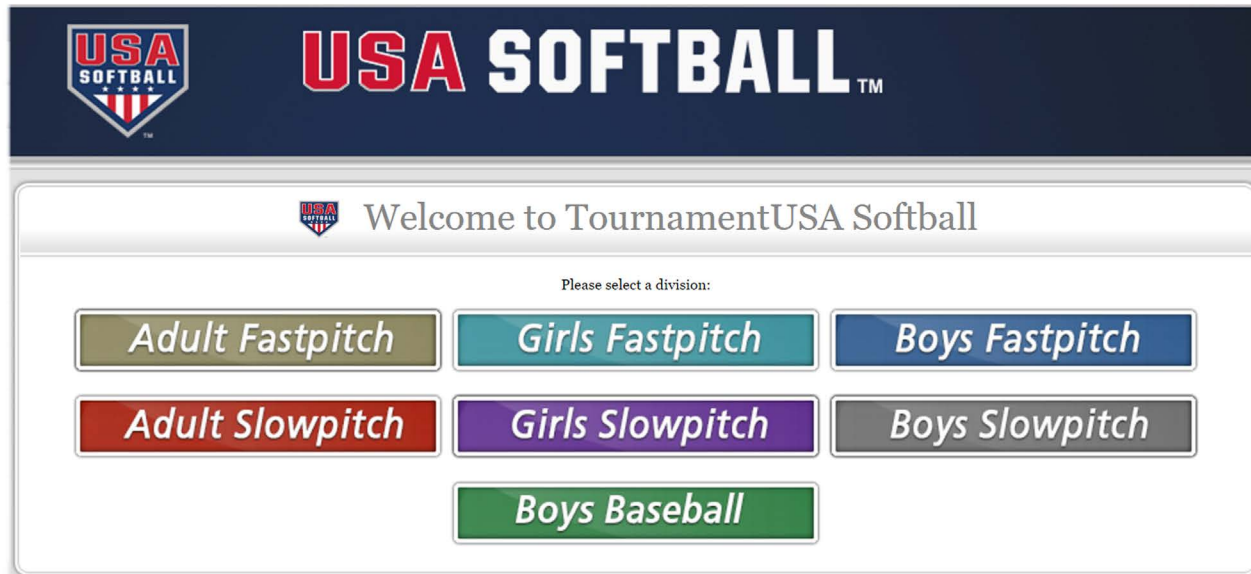 USA
SOFTBALL
TM
USA SOFTBALL TM
USA
SOFTBALL
Welcome to TournamentUSA Softball
Please select a division:
Adult Fastpitch Girls Fastpitch Boys Fastpitch
Adult Slowpitch Girls Slowpitch Boys Slowpitch
Boys Baseball